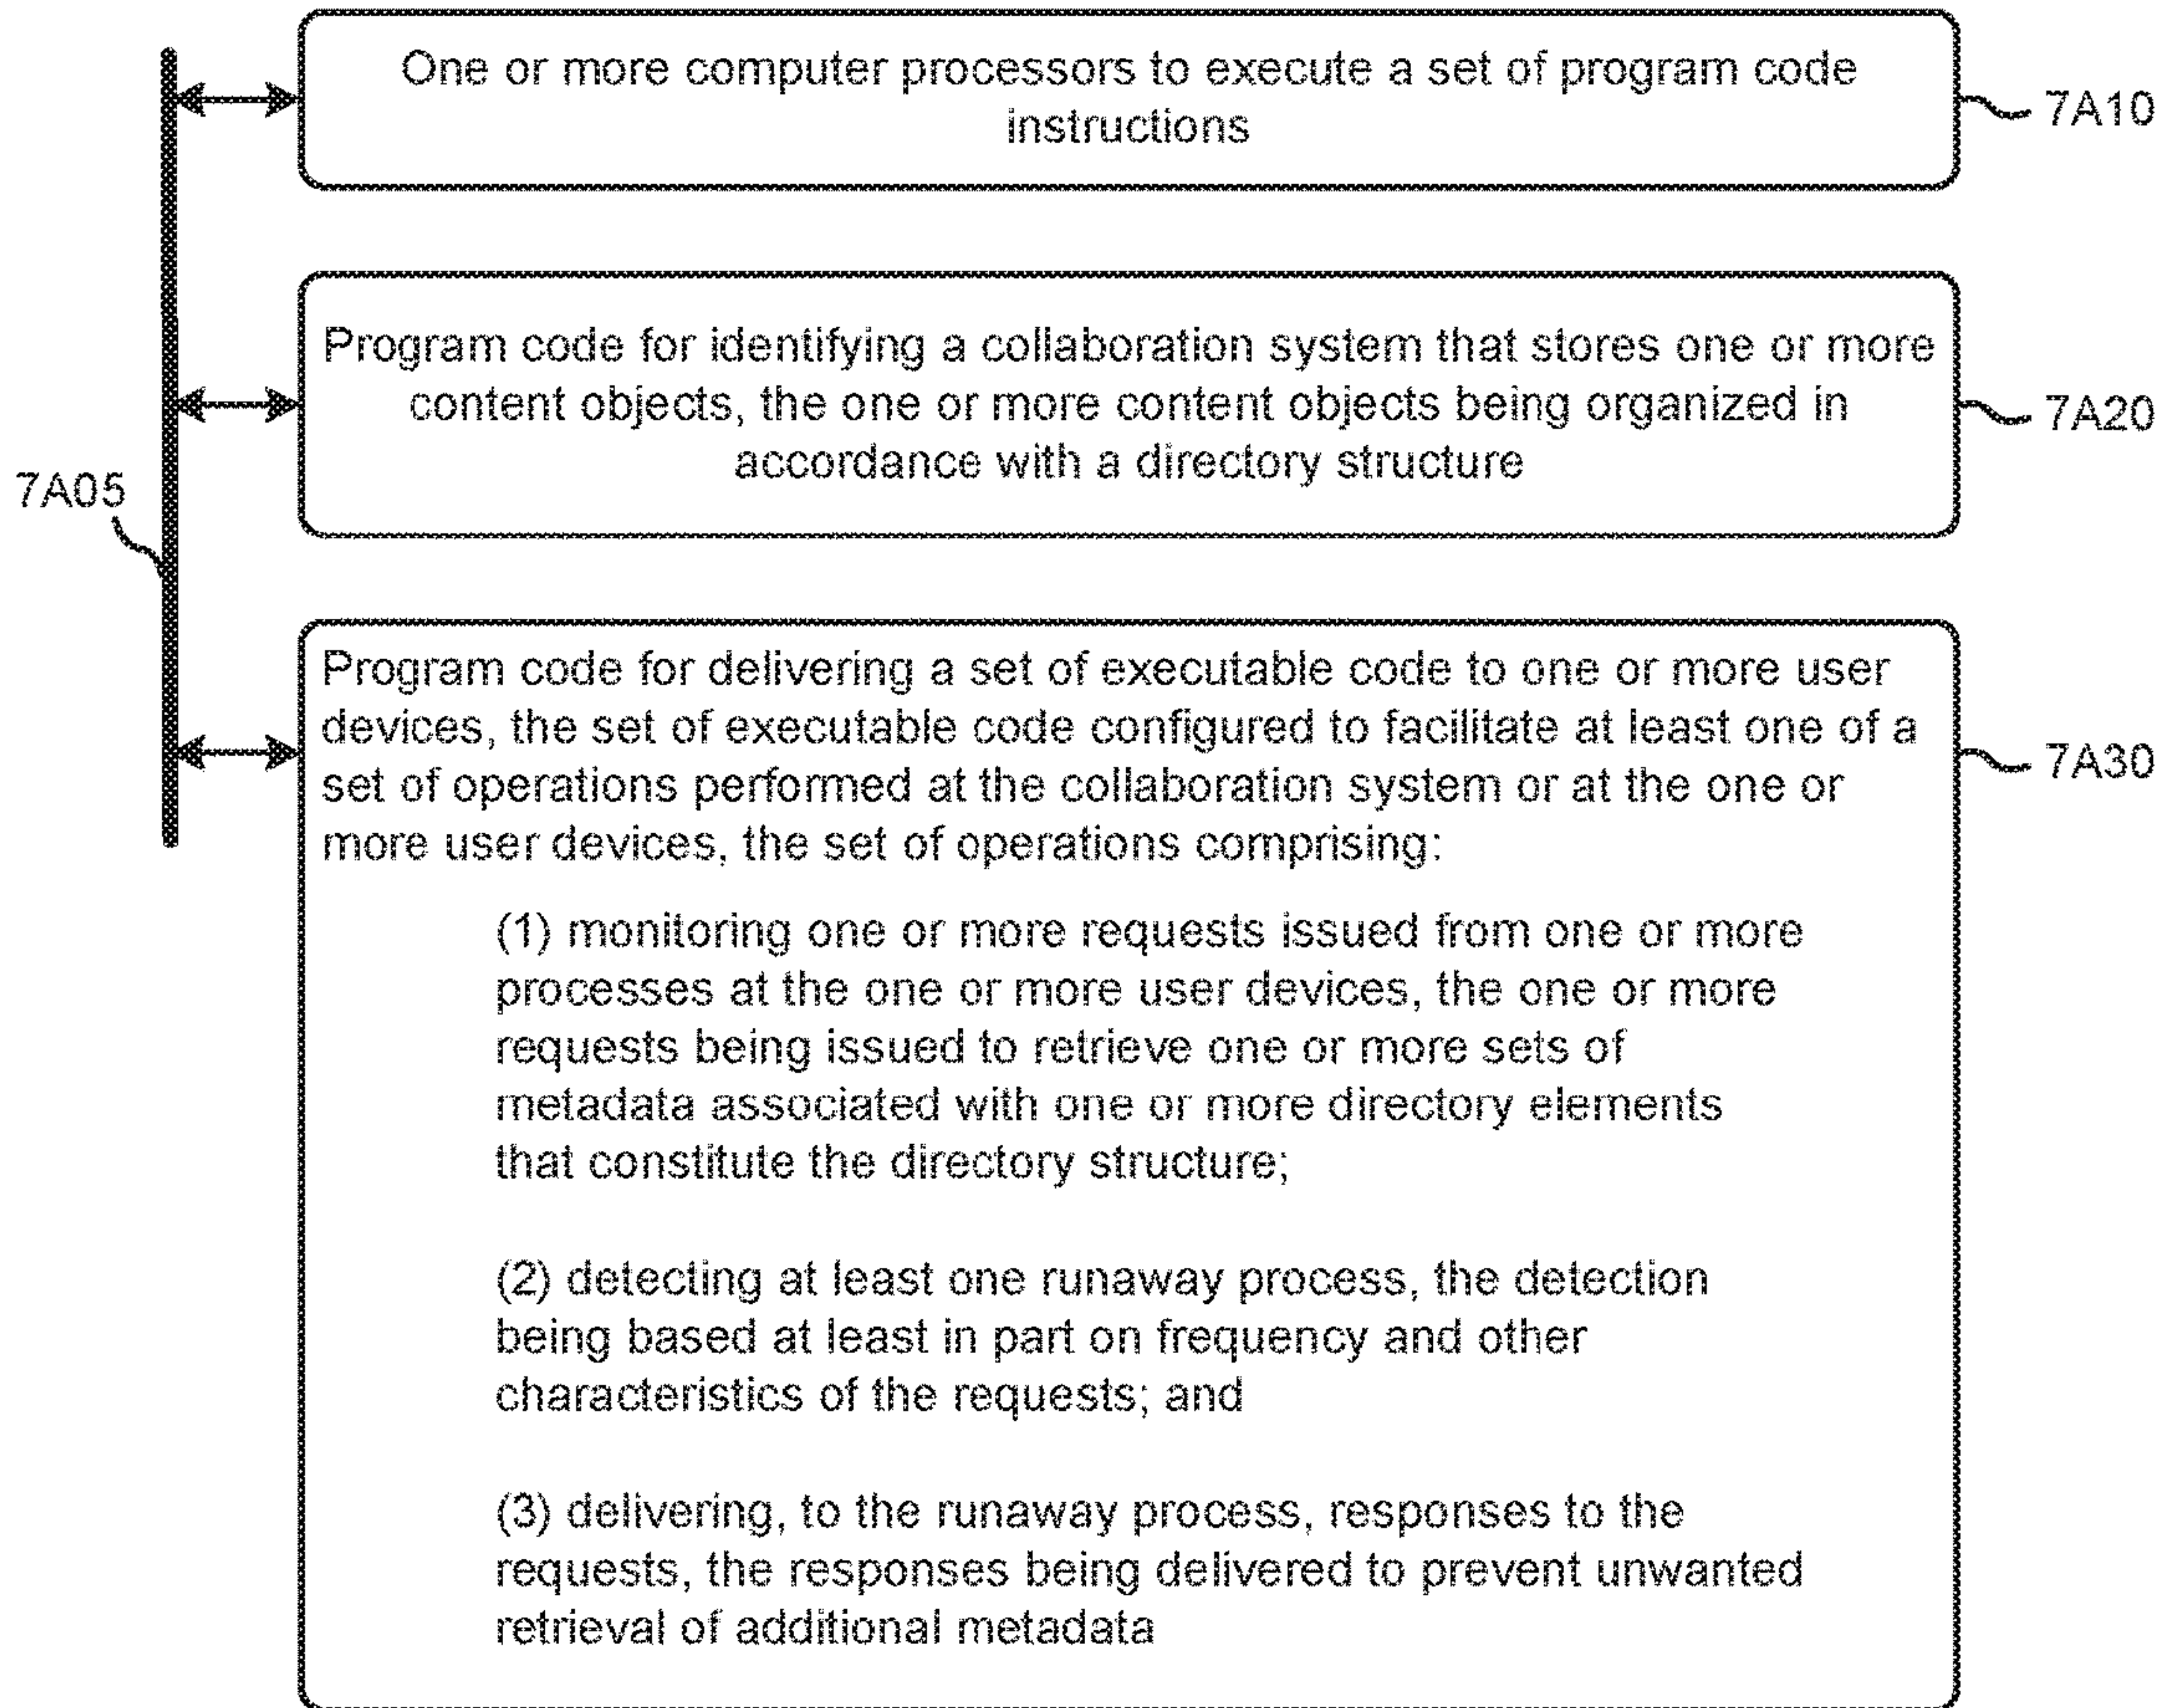 One or more computer processors to execute a set of program code
instructions
7A10
Program code for identifying a collaboration system that stores one or more
content objects, the one or more content objects being organized in
accordance with a directory structure
7A20
7A05
Program code for delivering a set of executable code to one or more user
devices, the set of executable code configured to facilitate at least one of a
set of operations performed at the collaboration system or at the one or
more user devices, the set of operations comprising:
7A30
(1) monitoring one or more requests issued from one or more
processes at the one or more user devices, the one or more
requests being issued to retrieve one or more sets of
metadata associated with one or more directory elements
that constitute the directory structure;
(2) detecting at least one runaway process, the detection
being based at least in part on frequency and other
characteristics of the requests; and
(3) delivering, to the runaway process, responses to the
requests, the responses being delivered to prevent unwanted
retrieval of additional metadata